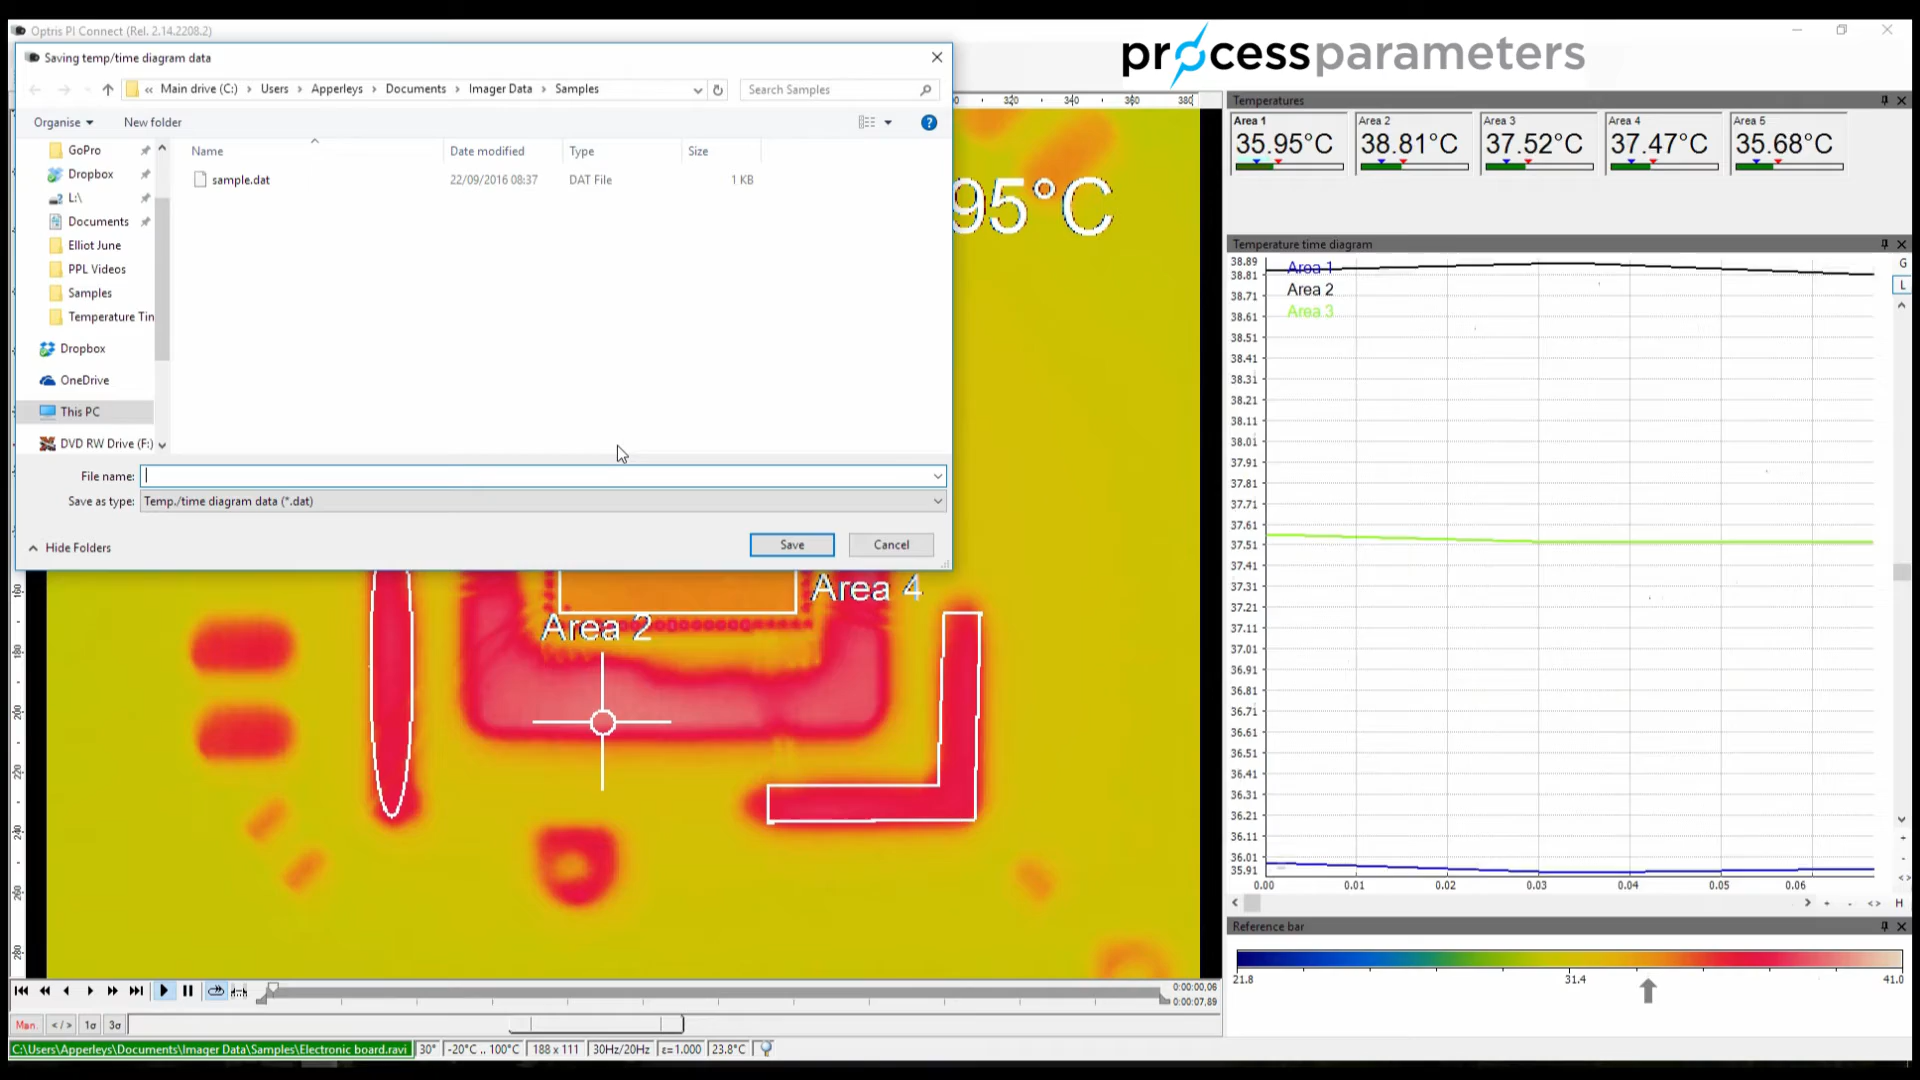 Optris PI Connect (Rel. 2.14.2208.2)
processparameters
Saving temp/time diagram data
« Main drive (C:) > Users > Apperleys > Documents > Imager Data > Samples
Search Samples
Organise
New folder
Name
Date modified
Type
Size
sample.dat
22/09/2016 08:37
DAT File
1 KB
GoPro
Dropbox
L:\
Documents
Elliot June
PPL Videos
Samples
Temperature Tin
Dropbox
OneDrive
This PC
DVD RW Drive (F:)
File name:
Save as type:
Temp./time diagram data (*.dat)
Hide Folders
Save
Cancel
320 340 360 380
95°C
Area 4
Area 2
160
180
200
220
240
260
280
Temperatures
Area 1
35.95°C
Area 2
38.81°C
Area 3
37.52°C
Area 4
37.47°C
Area 5
35.68°C
Temperature time diagram
G
L
Area 1
Area 2
Area 3
38.89
38.81
38.71
38.61
38.51
38.41
38.31
38.21
38.11
38.01
37.91
37.81
37.71
37.61
37.51
37.41
37.31
37.21
37.11
37.01
36.91
36.81
36.71
36.61
36.51
36.41
36.31
36.21
36.11
36.01
35.91
0.00 0.01 0.02 0.03 0.04 0.05 0.06
H
Reference bar
21.8 31.4 41.0
0:00:00,06
0:00:07,89
Man. </> 1σ 3σ
C:\Users\Apperleys\Documents\Imager Data\Samples\Electronic board.ravi
30° -20°C .. 100°C 188 x 111 30Hz/20Hz ε=1.000 23.8°C